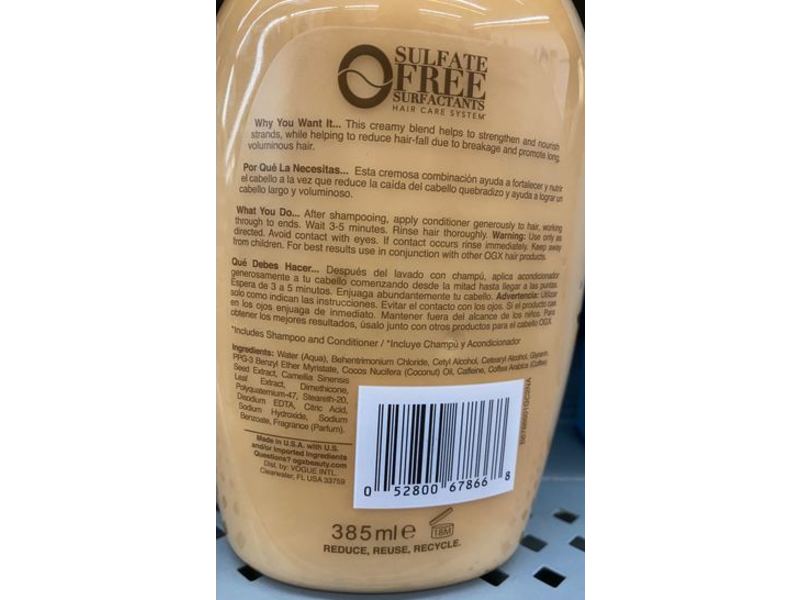 SULFATE
FREE
SURFACTANTS
HAIR CARE SYSTEM
Why You Want It... This creamy blend helps to strengthen and nourish
strands, while helping to reduce hair-fall due to breakage and promote long,
voluminous hair.
Por Qué La Necesitas... Esta cremosa combinación ayuda a fortalecer y nutrir
el cabello a la vez que reduce la caída del cabello quebradizo y ayuda a lograr un
cabello largo y voluminoso.
What You Do... After shampooing, apply conditioner generously to hair, working
through to ends. Wait 3-5 minutes. Rinse hair thoroughly. Warning: Use only as
directed. Avoid contact with eyes. If contact occurs rinse immediately. Keep away
from children. For best results use in conjunction with other OGX hair products.
Qué Debes Hacer... Después del lavado con champú, aplica acondicionador
generosamente a tu cabello comenzando desde la mitad hasta llegar a las puntas.
Espera de 3 a 5 minutos. Enjuaga abundantemente tu cabello. Advertencia: Utilizar
solo como indican las instrucciones. Evitar el contacto con los ojos. Si el producto cae
en los ojos enjuaga de inmediato. Mantener fuera del alcance de los niños. Para
obtener los mejores resultados, úsalo junto con otros productos para el cabello OGX.
*Includes Shampoo and Conditioner / *Incluye Champú y Acondicionador
Ingredients: Water (Aqua), Behentrimonium Chloride, Cetyl Alcohol, Cetearyl Alcohol, Glycerin,
PPG-3 Benzyl Ether Myristate, Cocos Nucifera (Coconut) Oil, Caffeine, Coffea Arabica (Coffee)
Seed Extract, Camellia Sinensis
Leaf Extract, Dimethicone,
Polyquaternium-47, Steareth-20,
Disodium EDTA, Citric Acid,
Sodium Hydroxide, Sodium
Benzoate, Fragrance (Parfum).
Made in U.S.A. with U.S.
and/or Imported Ingredients
Questions? ogxbeauty.com
Dist. by: VOGUE INTL.
Clearwater, FL USA 33759
0 52800 67866 8
385ml e
18M
REDUCE, REUSE, RECYCLE.